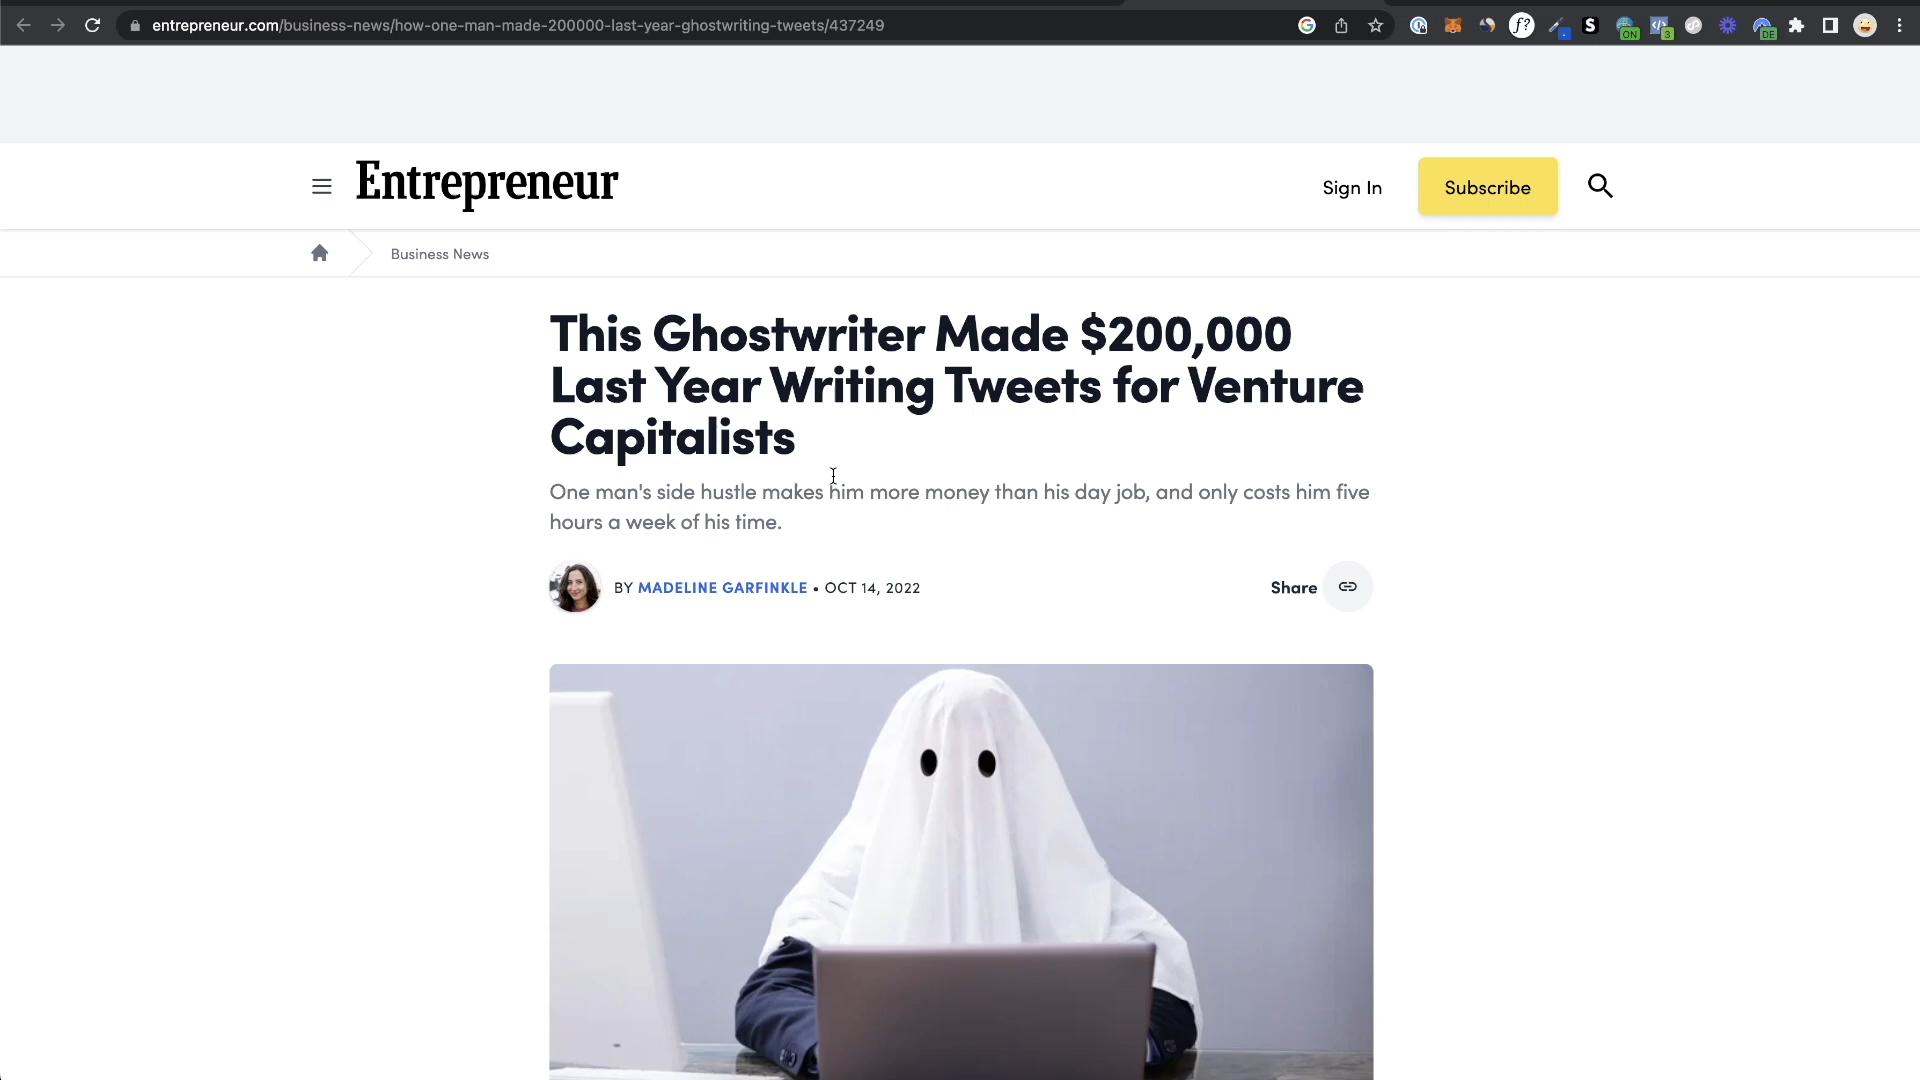 entrepreneur.com/business-news/how-one-man-made-200000-last-year-ghostwriting-tweets/437249
f?
S
ON
3
DE
Entrepreneur
Sign In
Subscribe
Business News
This Ghostwriter Made $200,000
Last Year Writing Tweets for Venture
Capitalists
One man's side hustle makes him more money than his day job, and only costs him five
hours a week of his time.
BY MADELINE GARFINKLE • OCT 14, 2022
Share